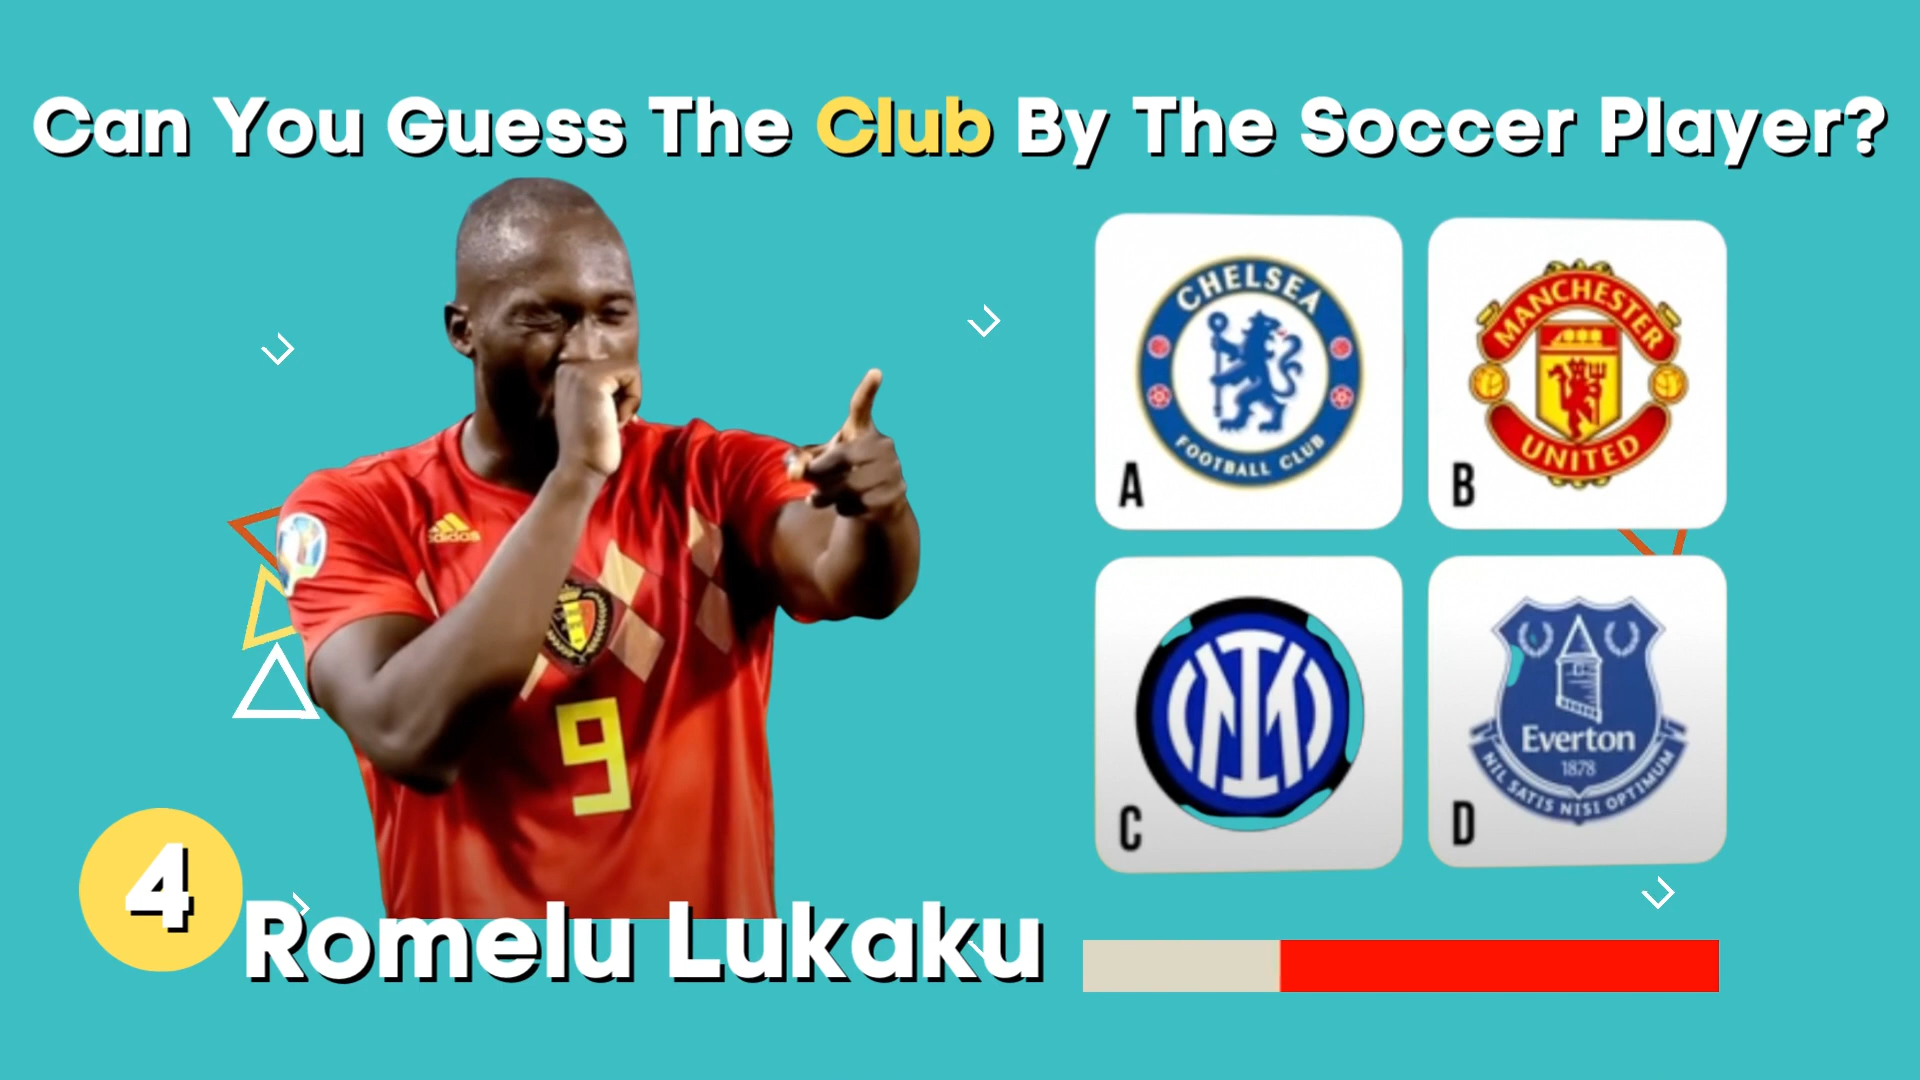 Can You Guess The Club By The Soccer Player?
CHELSEA
FOOTBALL CLUB
A
MANCHESTER
UNITED
B
adidas
9
C
Everton
1878
NIL SATIS NISI OPTIMUM
D
4
Romelu Lukaku